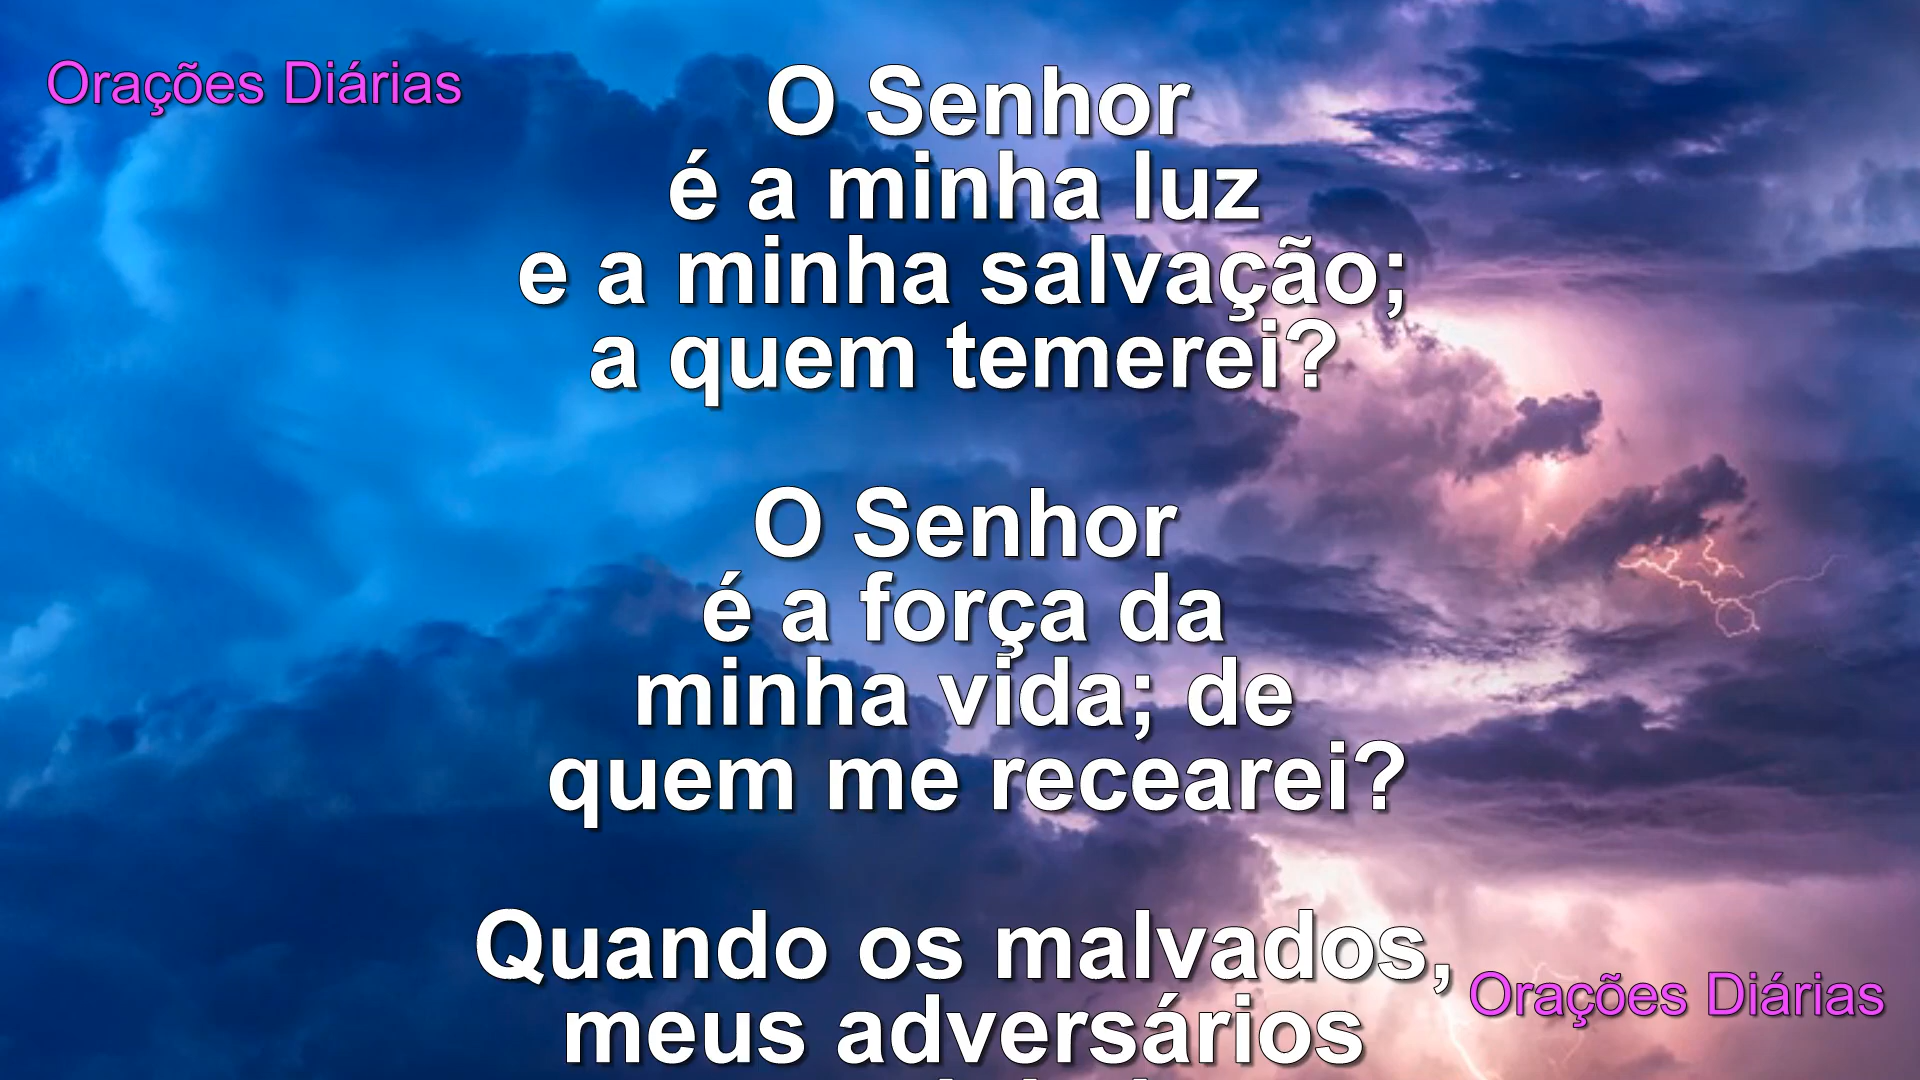 Orações Diárias
O Senhor
é a minha luz
e a minha salvação;
a quem temerei?
O Senhor
é a força da
minha vida; de
quem me recearei?
Quando os malvados,
meus adversários
Orações Diárias